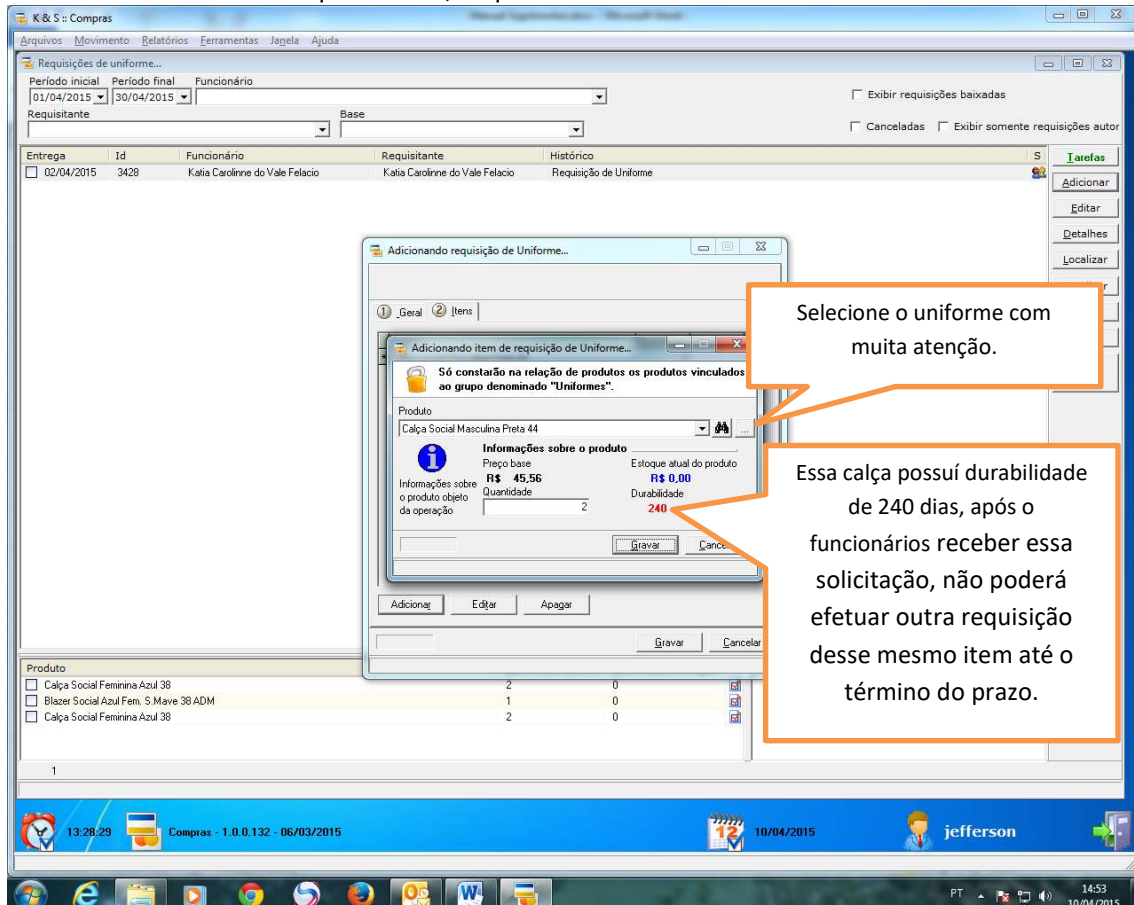 K & S :: Compras
Arquivos Movimento Relatórios Ferramentas Janela Ajuda
Requisições de uniforme...
Período inicial Período final Funcionário
01/04/2015 30/04/2015
Exibir requisições baixadas
Requisitante Base
Canceladas Exibir somente requisições autor
Entrega Id Funcionário Requisitante Histórico S
02/04/2015 3428 Katia Carolinne do Vale Felacio Katia Carolinne do Vale Felacio Requisição de Uniforme
Tarefas
Adicionar
Editar
Detalhes
Localizar
Adicionando requisição de Uniforme...
1 Geral 2 Itens
Adicionando item de requisição de Uniforme...
Só constarão na relação de produtos os produtos vinculados
ao grupo denominado "Uniformes".
Produto
Calça Social Masculina Preta 44
...
Informações sobre o produto
Preço base Estoque atual do produto
R$ 45,56 R$ 0,00
Informações sobre
o produto objeto
da operação
Quantidade Durabilidade
2 240
Gravar
Adicionar Editar Apagar
Gravar Cancelar
Selecione o uniforme com
muita atenção.
Essa calça possuí durabilidade
de 240 dias, após o
funcionários receber essa
solicitação, não poderá
efetuar outra requisição
desse mesmo item até o
término do prazo.
Produto
Calça Social Feminina Azul 38 2 0
Blazer Social Azul Fem. S.Mave 38 ADM 1 0
Calça Social Feminina Azul 38 2 0
1
13:28:29 Compras - 1.0.0.132 - 06/03/2015 12 10/04/2015 jefferson
PT 14:53
10/04/2015